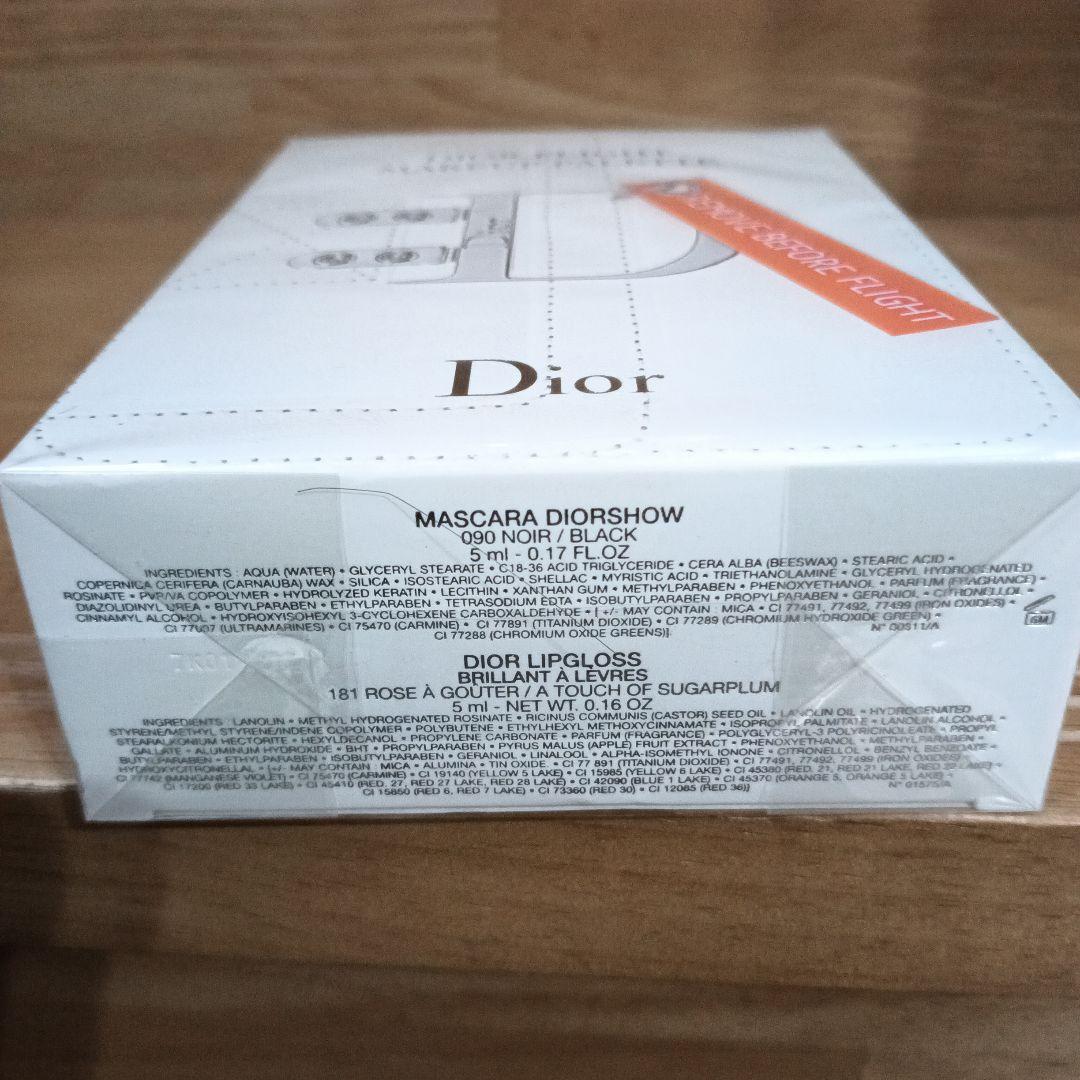 DIOR FLIGHT
MAKEUP PALETTE
REMOVE BEFORE FLIGHT
Dior
MASCARA DIORSHOW
090 NOIR / BLACK
5 ml - 0.17 FL.OZ
INGREDIENTS : AQUA (WATER) • GLYCERYL STEARATE • C18-36 ACID TRIGLYCERIDE • CERA ALBA (BEESWAX) • STEARIC ACID •
COPERNICA CERIFERA (CARNAUBA) WAX • SILICA • ISOSTEARIC ACID • SHELLAC • MYRISTIC ACID • TRIETHANOLAMINE • GLYCERYL HYDROGENATED
ROSINATE • PVP/VA COPOLYMER • HYDROLYZED KERATIN • LECITHIN • XANTHAN GUM • METHYLPARABEN • PHENOXYETHANOL • PARFUM (FRAGRANCE) •
DIAZOLIDINYL UREA • BUTYLPARABEN • ETHYLPARABEN • TETRASODIUM EDTA • ISOBUTYLPARABEN • PROPYLPARABEN • GERANIOL • CITRONELLOL •
CINNAMYL ALCOHOL • HYDROXYISOHEXYL 3-CYCLOHEXENE CARBOXALDEHYDE • [ +/- MAY CONTAIN : MICA • CI 77491, 77492, 77499 (IRON OXIDES) •
CI 77007 (ULTRAMARINES) • CI 75470 (CARMINE) • CI 77891 (TITANIUM DIOXIDE) • CI 77289 (CHROMIUM HYDROXIDE GREEN) •
CI 77288 (CHROMIUM OXIDE GREENS)] N° 00311/A
6M
DIOR LIPGLOSS
BRILLANT À LÈVRES
181 ROSE À GOÛTER / A TOUCH OF SUGARPLUM
5 ml - NET WT. 0.16 OZ
INGREDIENTS : LANOLIN • METHYL HYDROGENATED ROSINATE • RICINUS COMMUNIS (CASTOR) SEED OIL • LANOLIN OIL • HYDROGENATED
STYRENE/METHYL STYRENE/INDENE COPOLYMER • POLYBUTENE • ETHYLHEXYL METHOXYCINNAMATE • ISOPROPYL PALMITATE • LANOLIN ALCOHOL •
STEARALKONIUM HECTORITE • HEXYLDECANOL • PROPYLENE CARBONATE • PARFUM (FRAGRANCE) • POLYGLYCERYL-3 POLYRICINOLEATE • PROPYL
GALLATE • ALUMINUM HYDROXIDE • BHT • PROPYLPARABEN • PYRUS MALUS (APPLE) FRUIT EXTRACT • PHENOXYETHANOL • METHYLPARABEN •
BUTYLPARABEN • ETHYLPARABEN • ISOBUTYLPARABEN • GERANIOL • LINALOOL • ALPHA-ISOMETHYL IONONE • CITRONELLOL • BENZYL BENZOATE •
HYDROXYCITRONELLAL • [+/- MAY CONTAIN : MICA • ALUMINA • TIN OXIDE • CI 77 891 (TITANIUM DIOXIDE) • CI 77491, 77492, 77499 (IRON OXIDES) •
CI 77742 (MANGANESE VIOLET) • CI 75470 (CARMINE) • CI 19140 (YELLOW 5 LAKE) • CI 15985 (YELLOW 6 LAKE) • CI 45380 (RED 21, RED 21 LAKE, RED 22 LAKE) •
CI 17200 (RED 33 LAKE) • CI 45410 (RED. 27, RED 27 LAKE, RED 28 LAKE) • CI 42090 (BLUE 1 LAKE) • CI 45370 (ORANGE 5, ORANGE 5 LAKE) •
CI 15850 (RED 6, RED 7 LAKE) • CI 73360 (RED 30) • CI 12085 (RED 36)] N° 01575/A